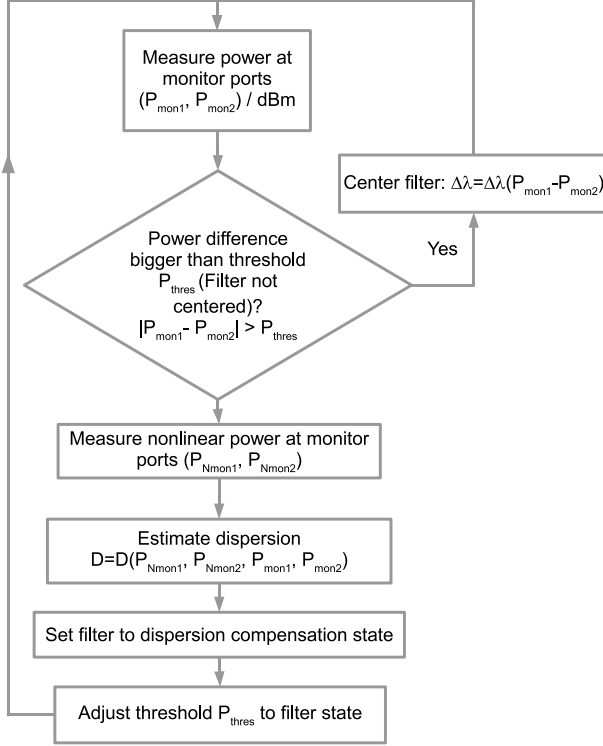 Measure power at
monitor ports
(Pmon1, Pmon2) / dBm
Center filter: Δλ=Δλ(Pmon1-Pmon2)
Power difference
bigger than threshold
Pthres (Filter not
centered)?
|Pmon1- Pmon2| > Pthres
Yes
Measure nonlinear power at monitor
ports (PNmon1, PNmon2)
Estimate dispersion
D=D(PNmon1, PNmon2, Pmon1, Pmon2)
Set filter to dispersion compensation state
Adjust threshold Pthres to filter state